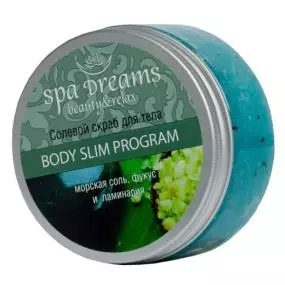 spa Dreams
beauty&relax
Солевой скраб для тела
BODY SLIM PROGRAM
морская соль, фукус
и ламинария